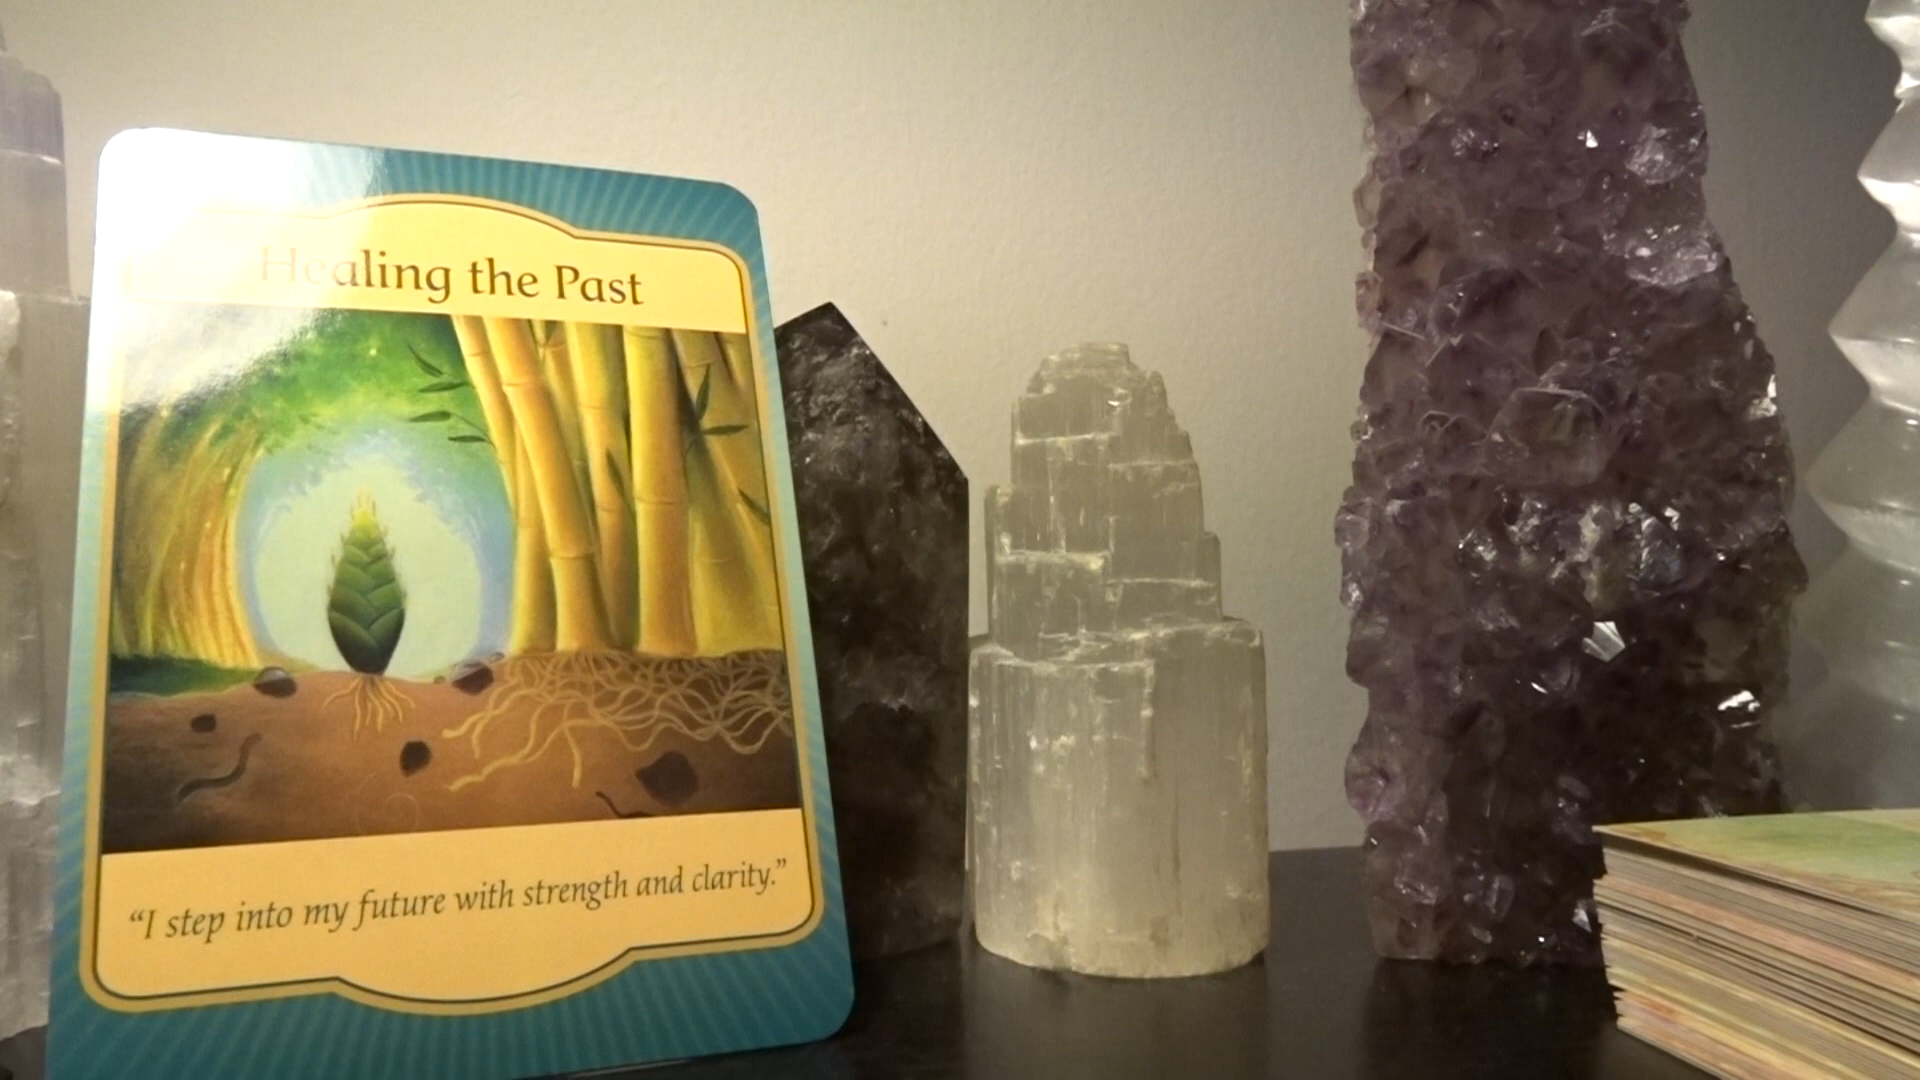 Healing the Past
“I step into my future with strength and clarity.”